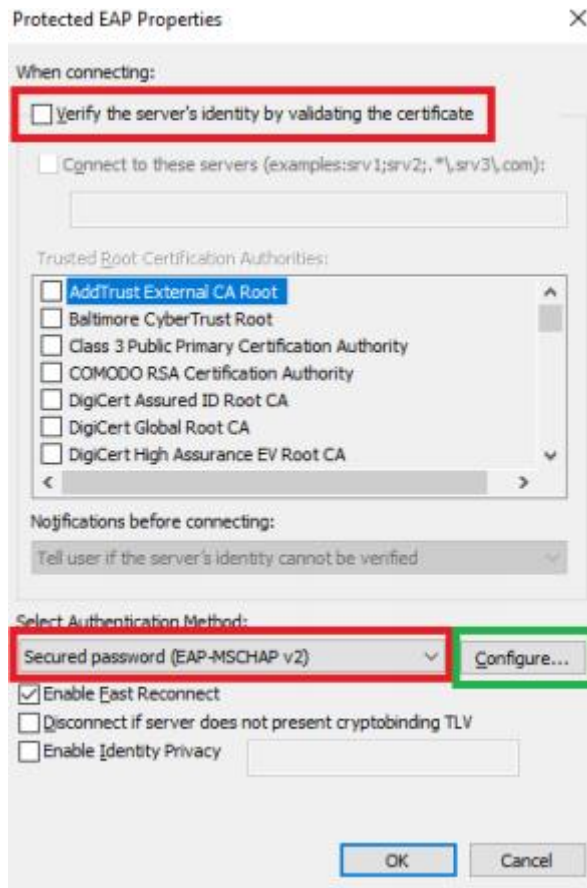 Protected EAP Properties
When connecting:
Verify the server's identity by validating the certificate
Connect to these servers (examples:srv1;srv2;.*\.srv3\.com):
Trusted Root Certification Authorities:
AddTrust External CA Root
Baltimore CyberTrust Root
Class 3 Public Primary Certification Authority
COMODO RSA Certification Authority
DigiCert Assured ID Root CA
DigiCert Global Root CA
DigiCert High Assurance EV Root CA
Notifications before connecting:
Tell user if the server's identity cannot be verified
Select Authentication Method:
Secured password (EAP-MSCHAP v2) Configure...
Enable Fast Reconnect
Disconnect if server does not present cryptobinding TLV
Enable Identity Privacy
OK Cancel